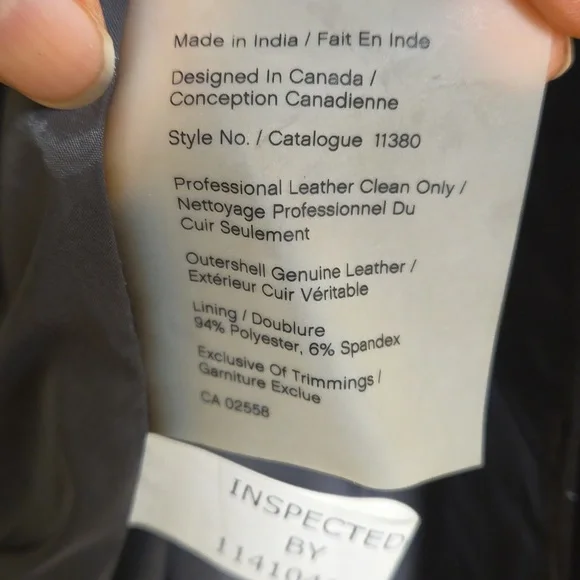 Made in India / Fait En Inde
Designed In Canada /
Conception Canadienne
Style No. / Catalogue 11380
Professional Leather Clean Only /
Nettoyage Professionnel Du
Cuir Seulement
Outershell Genuine Leather /
Extérieur Cuir Véritable
Lining / Doublure
94% Polyester, 6% Spandex
Exclusive Of Trimmings /
Garniture Exclue
CA 02558
INSPECTED
BY